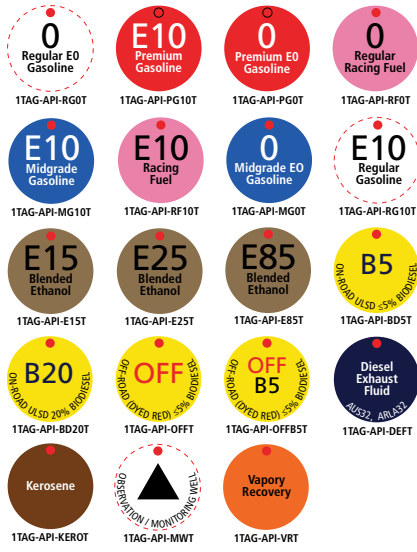 0
Regular E0
Gasoline
1TAG-API-RG0T
E10
Premium
Gasoline
1TAG-API-PG10T
0
Premium E0
Gasoline
1TAG-API-PG0T
0
Regular
Racing Fuel
1TAG-API-RF0T
E10
Midgrade
Gasoline
1TAG-API-MG10T
E10
Racing
Fuel
1TAG-API-RF10T
0
Midgrade EO
Gasoline
1TAG-API-MG0T
E10
Regular
Gasoline
1TAG-API-RG10T
E15
Blended
Ethanol
1TAG-API-E15T
E25
Blended
Ethanol
1TAG-API-E25T
E85
Blended
Ethanol
1TAG-API-E85T
B5
ON-ROAD ULSD ≤5% BIODIESEL
1TAG-API-BD5T
B20
ON-ROAD ULSD 20% BIODIESEL
1TAG-API-BD20T
OFF
OFF-ROAD (DYED RED) ≤5% BIODIESEL
1TAG-API-OFFT
OFF
B5
OFF-ROAD (DYED RED) ≤5% BIODIESEL
1TAG-API-OFFB5T
Diesel
Exhaust
Fluid
AUS32, ARLA32
1TAG-API-DEFT
Kerosene
1TAG-API-KEROT
OBSERVATION / MONITORING WELL
1TAG-API-MWT
Vapory
Recovery
1TAG-API-VRT